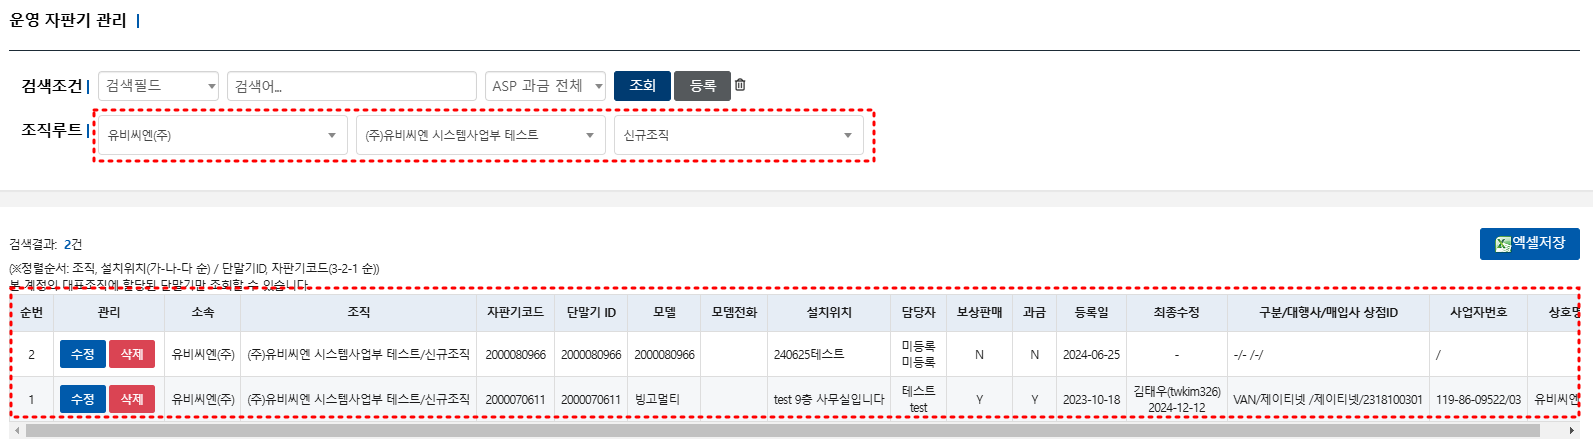 운영 자판기 관리
검색조건 검색필드 검색어... ASP 과금 전체 조회 등록
조직루트 유비씨엔(주) (주)유비씨엔 시스템사업부 테스트 신규조직
검색결과: 2건
엑셀저장
(※정렬순서: 조직, 설치위치(가-나-다 순) / 단말기ID, 자판기코드(3-2-1 순))
본 계정의 대표조직에 할당된 단말기만 조회할 수 있습니다.
순번 관리 소속 조직 자판기코드 단말기 ID 모델 모뎀전화 설치위치 담당자 보상판매 과금 등록일 최종수정 구분/대행사/매입사 상점ID 사업자번호 상호명
2 수정 삭제 유비씨엔(주) (주)유비씨엔 시스템사업부 테스트/신규조직 2000080966 2000080966 2000080966 240625테스트 미등록 미등록 N N 2024-06-25 - -/- /-/ /
1 수정 삭제 유비씨엔(주) (주)유비씨엔 시스템사업부 테스트/신규조직 2000070611 2000070611 빙고멀티 test 9층 사무실입니다 테스트 test Y Y 2023-10-18 김태우(twkim326) 2024-12-12 VAN/제이티넷 /제이티넷/2318100301 119-86-09522/03 유비씨엔